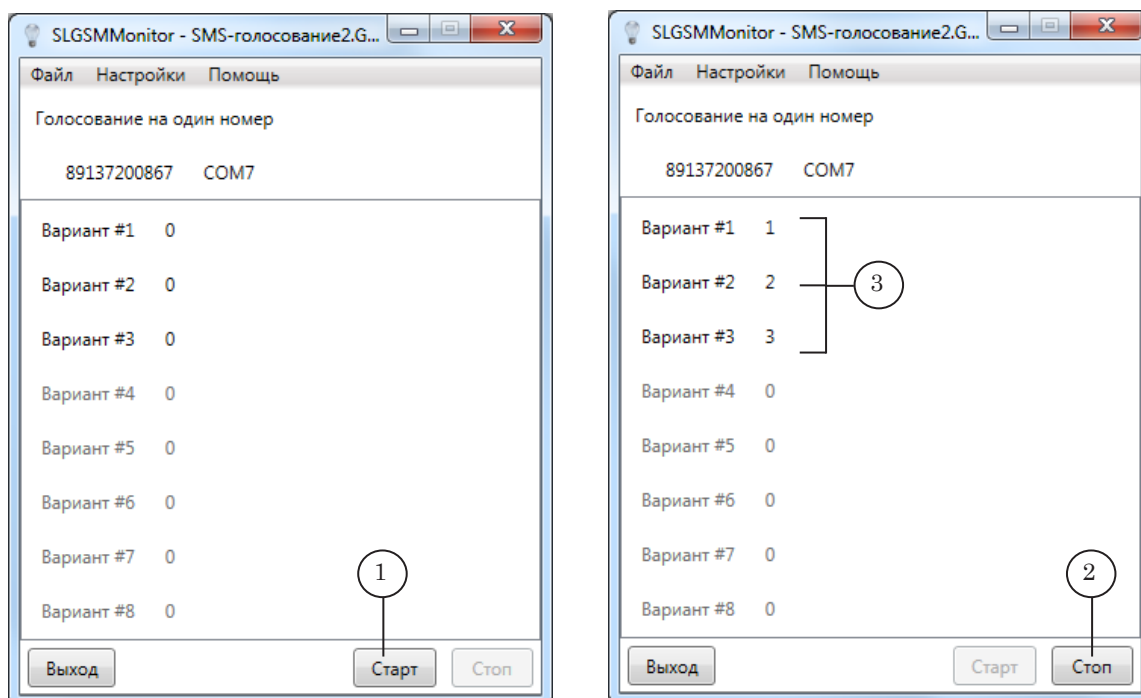 SLGSMMonitor - SMS-голосование2.G...
Файл Настройки Помощь
Голосование на один номер
89137200867 COM7
Вариант #1 0
Вариант #2 0
Вариант #3 0
Вариант #4 0
Вариант #5 0
Вариант #6 0
Вариант #7 0
Вариант #8 0
1
Выход Старт Стоп
SLGSMMonitor - SMS-голосование2.G...
Файл Настройки Помощь
Голосование на один номер
89137200867 COM7
Вариант #1 1
Вариант #2 2
3
Вариант #3 3
Вариант #4 0
Вариант #5 0
Вариант #6 0
Вариант #7 0
2
Вариант #8 0
Выход Старт Стоп